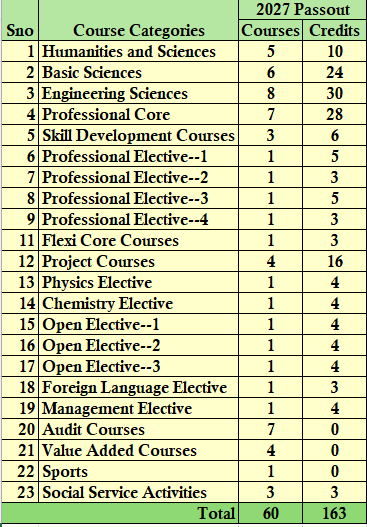 2027 Passout
Sno Course Categories Courses Credits
1 Humanities and Sciences 5 10
2 Basic Sciences 6 24
3 Engineering Sciences 8 30
4 Professional Core 7 28
5 Skill Development Courses 3 6
6 Professional Elective--1 1 5
7 Professional Elective--2 1 3
8 Professional Elective--3 1 5
9 Professional Elective--4 1 3
11 Flexi Core Courses 1 3
12 Project Courses 4 16
13 Physics Elective 1 4
14 Chemistry Elective 1 4
15 Open Elective--1 1 4
16 Open Elective--2 1 4
17 Open Elective--3 1 4
18 Foreign Language Elective 1 3
19 Management Elective 1 4
20 Audit Courses 7 0
21 Value Added Courses 4 0
22 Sports 1 0
23 Social Service Activities 3 3
Total 60 163